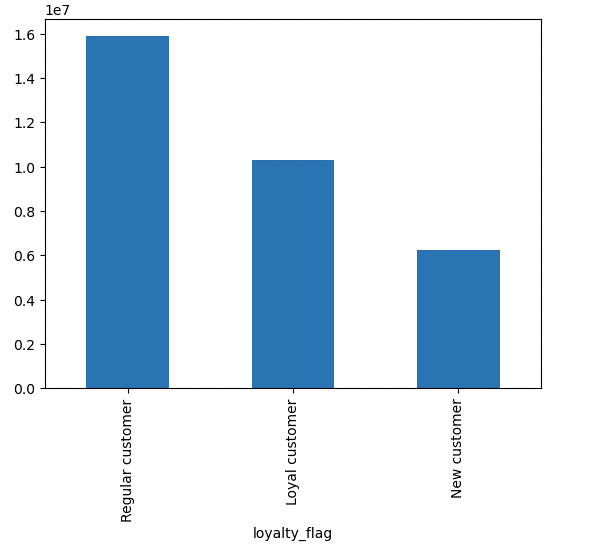 1e7
1.6
1.4
1.2
1.0
0.8
0.6
0.4
0.2
0.0
Regular customer
Loyal customer
New customer
loyalty_flag